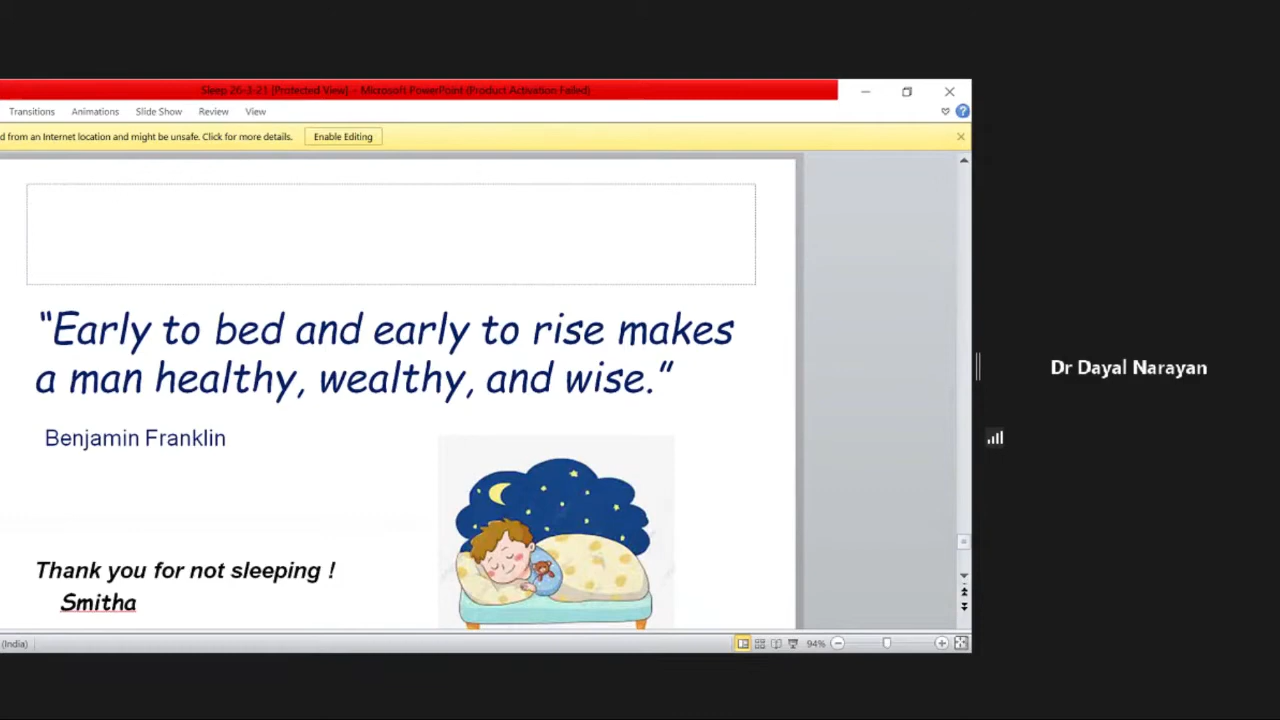 Sleep 26-3-21 [Protected View] - Microsoft PowerPoint (Product Activation Failed)
Transitions Animations Slide Show Review View
d from an Internet location and might be unsafe. Click for more details. Enable Editing
“Early to bed and early to rise makes
a man healthy, wealthy, and wise.”
Benjamin Franklin
Thank you for not sleeping !
Smitha
Dr Dayal Narayan
(India)
94%